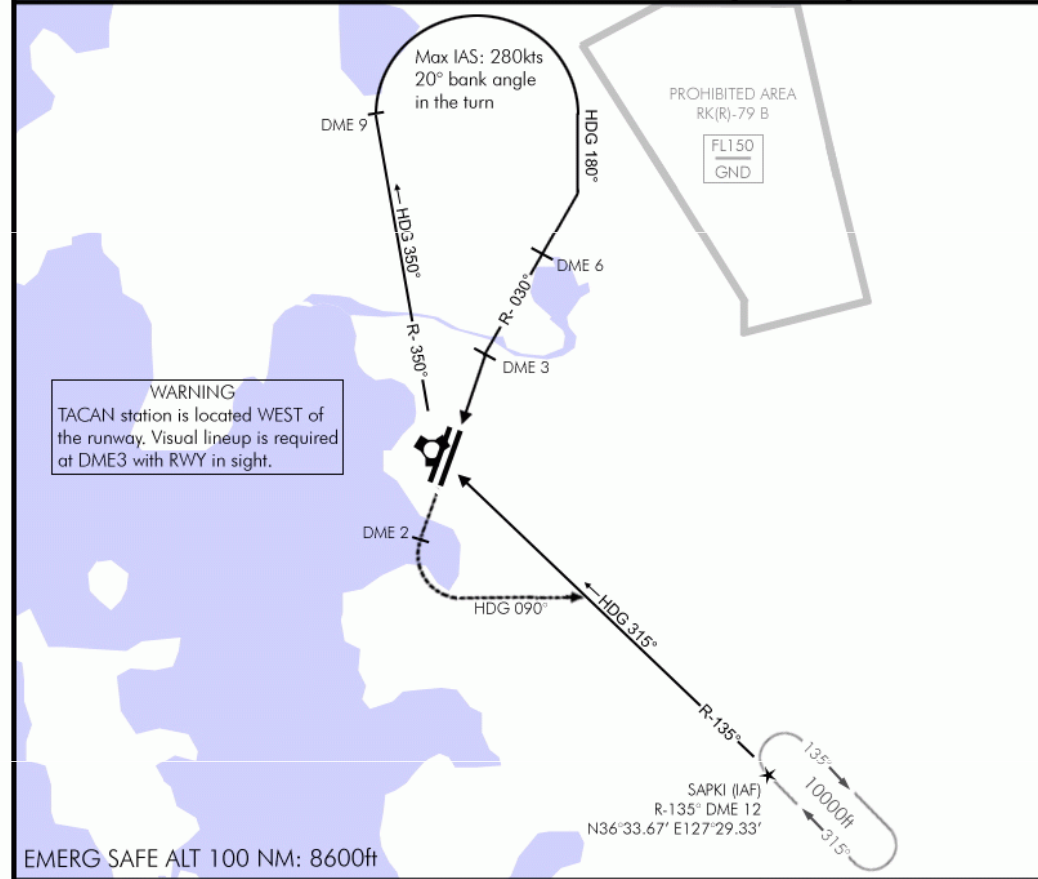 Max IAS: 280kts
20° bank angle
in the turn
PROHIBITED AREA
RK(R)-79 B
FL150
GND
DME 9
HDG 180°
HDG 350°
DME 6
R- 030°
R- 350°
DME 3
WARNING
TACAN station is located WEST of
the runway. Visual lineup is required
at DME3 with RWY in sight.
DME 2
HDG 090°
HDG 315°
R-135°
135°
10000ft
315°
SAPKI (IAF)
R-135° DME 12
N36°33.67' E127°29.33'
EMERG SAFE ALT 100 NM: 8600ft